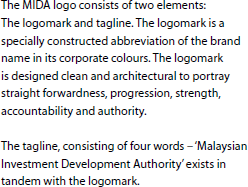 The MIDA logo consists of two elements:
The logomark and tagline. The logomark is a
specially constructed abbreviation of the brand
name in its corporate colours. The logomark
is designed clean and architectural to portray
straight forwardness, progression, strength,
accountability and authority.

The tagline, consisting of four words – ‘Malaysian
Investment Development Authority’ exists in
tandem with the logomark.